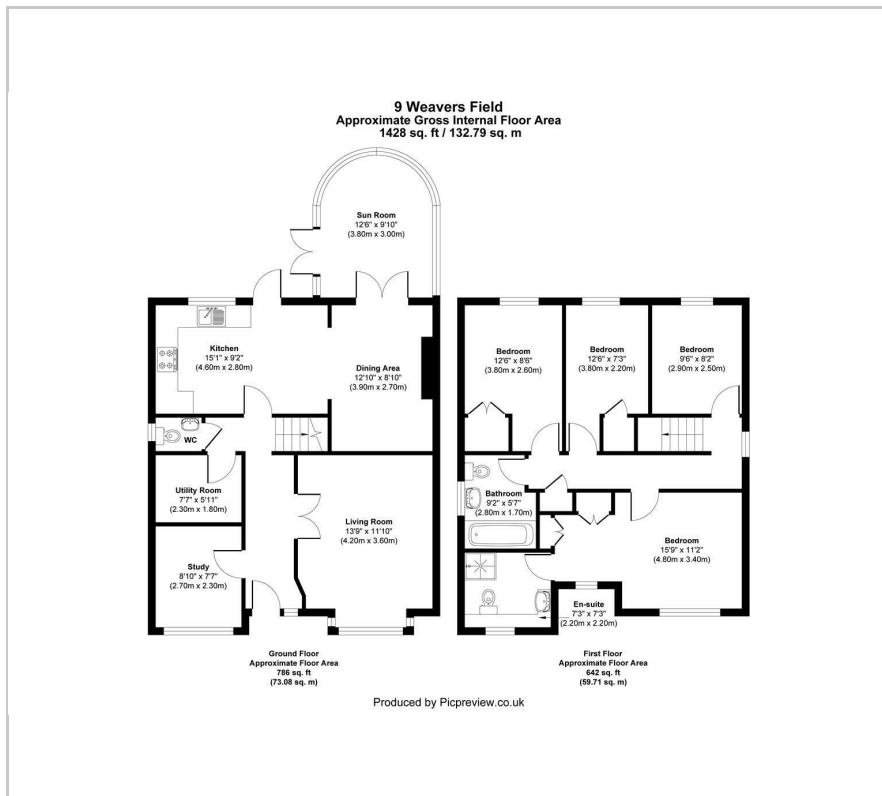 9 Weavers Field
Approximate Gross Internal Floor Area
1428 sq. ft / 132.79 sq. m
Sun Room
12'6" x 9'10"
(3.80m x 3.00m)
Kitchen
15'1" x 9'2"
(4.60m x 2.80m)
Dining Area
12'10" x 8'10"
(3.90m x 2.70m)
WC
Utility Room
7'7" x 5'11"
(2.30m x 1.80m)
Living Room
13'9" x 11'10"
(4.20m x 3.60m)
Study
8'10" x 7'7"
(2.70m x 2.30m)
Ground Floor
Approximate Floor Area
786 sq. ft
(73.08 sq. m)
Bedroom
12'6" x 8'6"
(3.80m x 2.60m)
Bedroom
12'6" x 7'3"
(3.80m x 2.20m)
Bedroom
9'6" x 8'2"
(2.90m x 2.50m)
Bathroom
9'2" x 5'7"
(2.80m x 1.70m)
Bedroom
15'9" x 11'2"
(4.80m x 3.40m)
En-suite
7'3" x 7'3"
(2.20m x 2.20m)
First Floor
Approximate Floor Area
642 sq. ft
(59.71 sq. m)
Produced by Picpreview.co.uk